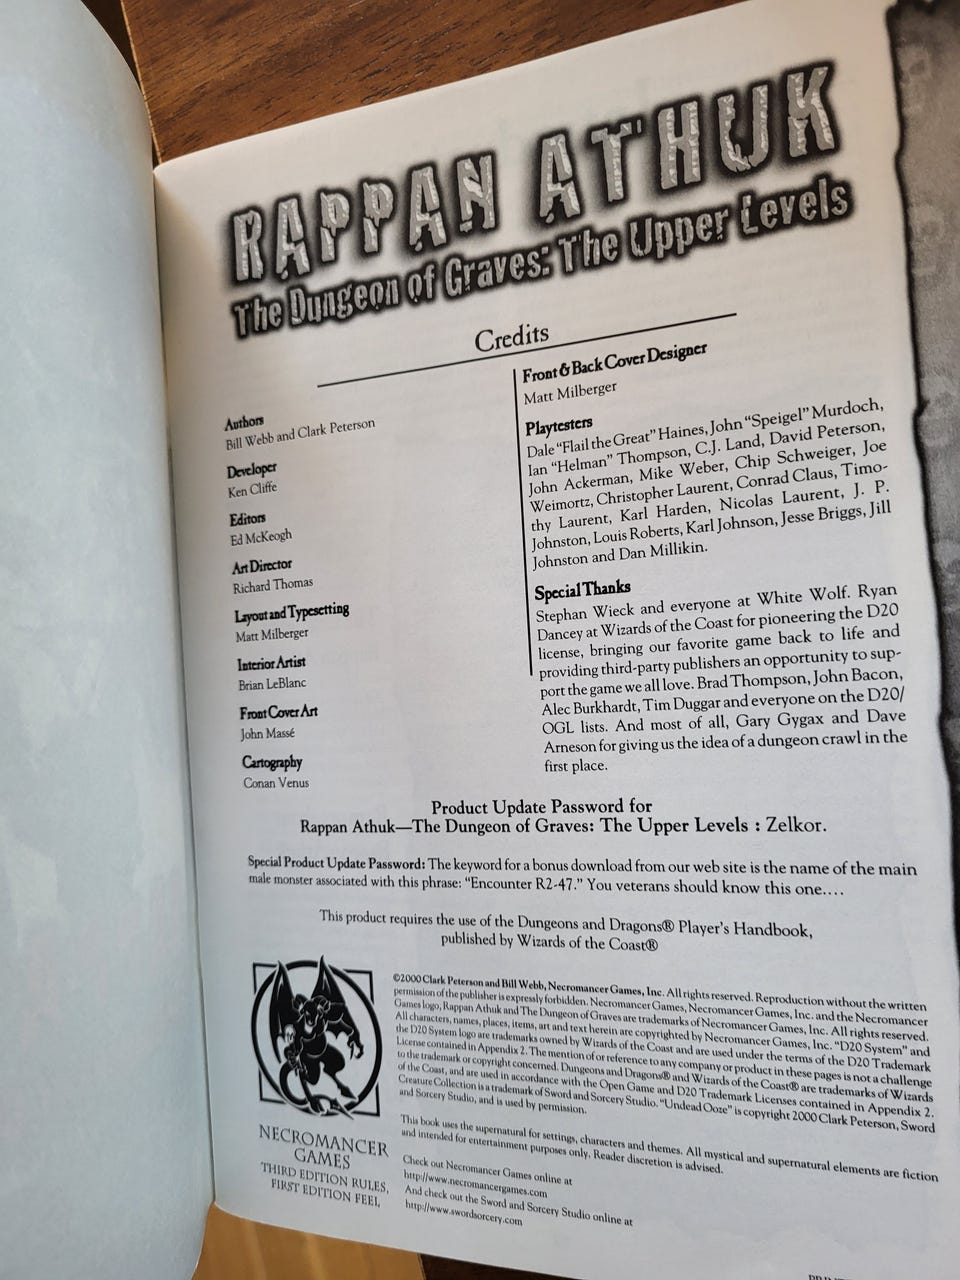 RAPPAN ATHUK
The Dungeon of Graves: The Upper Levels
Credits
Authors
Bill Webb and Clark Peterson
Developer
Ken Cliffe
Editors
Ed McKeogh
Art Director
Richard Thomas
Layout and Typesetting
Matt Milberger
Interior Artist
Brian LeBlanc
Front Cover Art
John Massé
Cartography
Conan Venus
Front & Back Cover Designer
Matt Milberger
Playtesters
Dale “Flail the Great” Haines, John “Speigel” Murdoch,
Ian “Helman” Thompson, C.J. Land, David Peterson,
John Ackerman, Mike Weber, Chip Schweiger, Joe
Weimortz, Christopher Laurent, Conrad Claus, Timo-
thy Laurent, Karl Harden, Nicolas Laurent, J. P.
Johnston, Louis Roberts, Karl Johnson, Jesse Briggs, Jill
Johnston and Dan Millikin.
Special Thanks
Stephan Wieck and everyone at White Wolf. Ryan
Dancey at Wizards of the Coast for pioneering the D20
license, bringing our favorite game back to life and
providing third-party publishers an opportunity to sup-
port the game we all love. Brad Thompson, John Bacon,
Alec Burkhardt, Tim Duggar and everyone on the D20/
OGL lists. And most of all, Gary Gygax and Dave
Arneson for giving us the idea of a dungeon crawl in the
first place.
Product Update Password for
Rappan Athuk—The Dungeon of Graves: The Upper Levels : Zelkor.
Special Product Update Password: The keyword for a bonus download from our web site is the name of the main
male monster associated with this phrase: “Encounter R2-47.” You veterans should know this one….
This product requires the use of the Dungeons and Dragons® Player's Handbook,
published by Wizards of the Coast®
©2000 Clark Peterson and Bill Webb, Necromancer Games, Inc. All rights reserved. Reproduction without the written
permission of the publisher is expressly forbidden. Necromancer Games, Necromancer Games, Inc. and the Necromancer
Games logo, Rappan Athuk and The Dungeon of Graves are trademarks of Necromancer Games, Inc. All rights reserved.
All characters, names, places, items, art and text herein are copyrighted by Necromancer Games, Inc. “D20 System” and
the D20 System logo are trademarks owned by Wizards of the Coast and are used under the terms of the D20 Trademark
License contained in Appendix 2. The mention of or reference to any company or product in these pages is not a challenge
to the trademark or copyright concerned. Dungeons and Dragons® and Wizards of the Coast® are trademarks of Wizards
of the Coast, and are used in accordance with the Open Game and D20 Trademark Licenses contained in Appendix 2.
Creature Collection is a trademark of Sword and Sorcery Studio. “Undead Ooze” is copyright 2000 Clark Peterson, Sword
and Sorcery Studio, and is used by permission.
This book uses the supernatural for settings, characters and themes. All mystical and supernatural elements are fiction
and intended for entertainment purposes only. Reader discretion is advised.
Check out Necromancer Games online at
http://www.necromancergames.com
And check out the Sword and Sorcery Studio online at
http://www.swordsorcery.com
NECROMANCER
GAMES
THIRD EDITION RULES,
FIRST EDITION FEEL